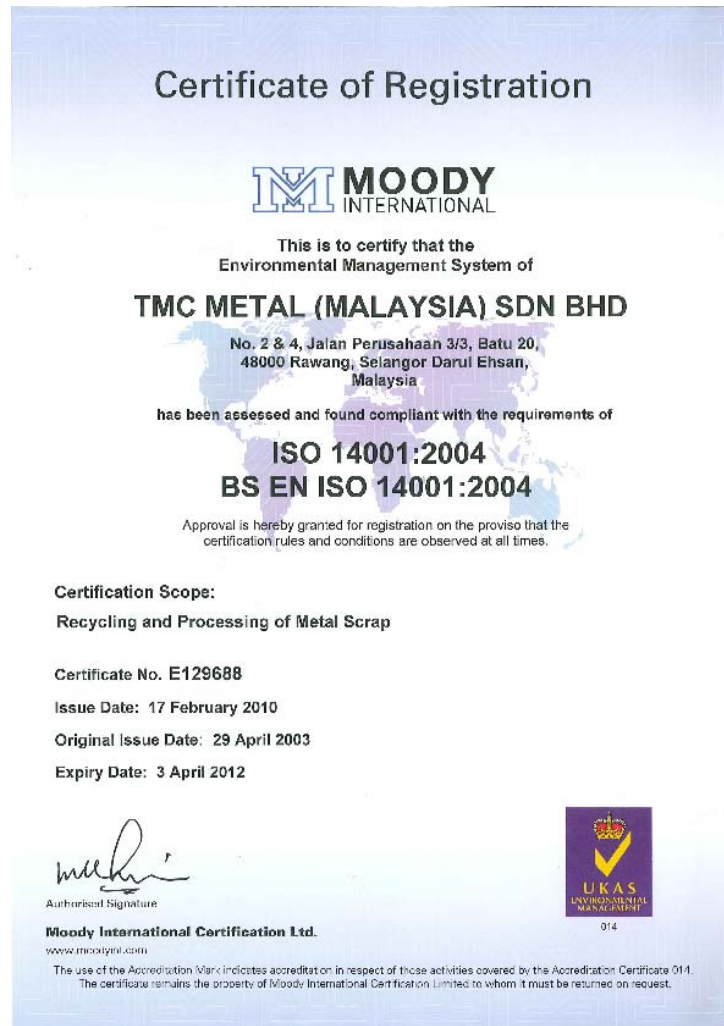 Certificate of Registration
MOODY
INTERNATIONAL
This is to certify that the
Environmental Management System of
TMC METAL (MALAYSIA) SDN BHD
No. 2 & 4, Jalan Perusahaan 3/3, Batu 20,
48000 Rawang, Selangor Darul Ehsan,
Malaysia
has been assessed and found compliant with the requirements of
ISO 14001:2004
BS EN ISO 14001:2004
Approval is hereby granted for registration on the proviso that the
certification rules and conditions are observed at all times.
Certification Scope:
Recycling and Processing of Metal Scrap
Certificate No. E129688
Issue Date: 17 February 2010
Original Issue Date: 29 April 2003
Expiry Date: 3 April 2012
Authorised Signature
Moody International Certification Ltd.
www.moodyint.com
UKAS
ENVIRONMENTAL
MANAGEMENT
014
The use of the Accreditation Mark indicates accreditation in respect of those activities covered by the Accreditation Certificate 014.
The certificate remains the property of Moody International Certification Limited to whom it must be returned on request.